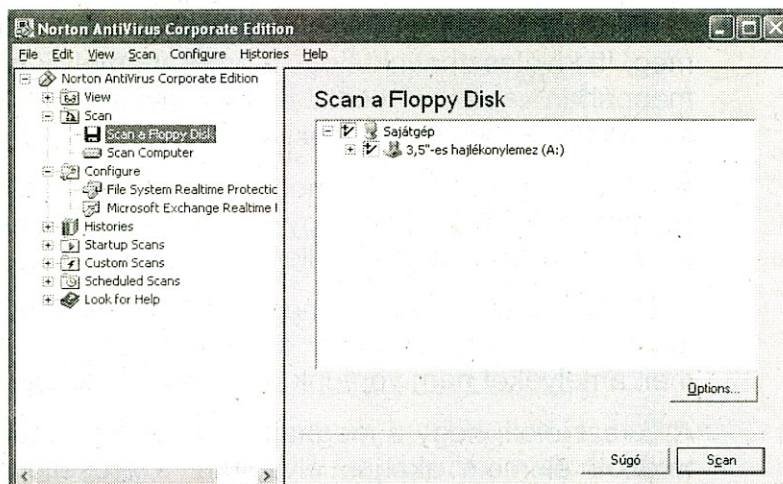 Norton AntiVirus Corporate Edition
File Edit View Scan Configure Histories Help
Norton AntiVirus Corporate Edition
View
Scan
Scan a Floppy Disk
Scan Computer
Configure
File System Realtime Protectic
Microsoft Exchange Realtime
Histories
Startup Scans
Custom Scans
Scheduled Scans
Look for Help
Scan a Floppy Disk
Sajátgép
3,5"-es hajlékonylemez (A:)
Options...
Súgó Scan